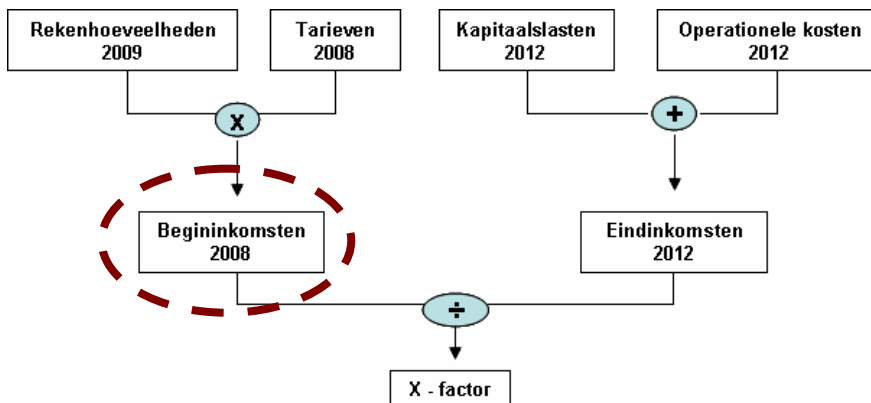 Rekenhoeveelheden
2009
Tarieven
2008
Kapitaalslasten
2012
Operationele kosten
2012
x
+
Begininkomsten
2008
Eindinkomsten
2012
÷
X - factor